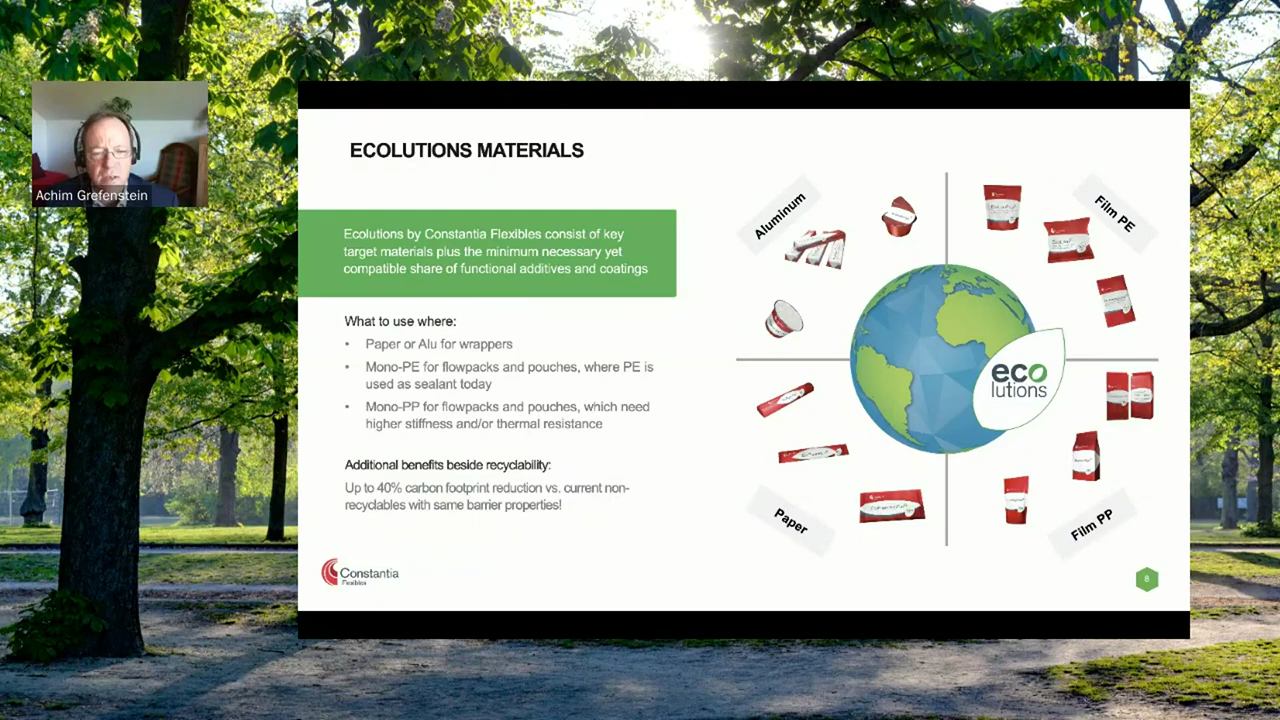 Achim Grefenstein
ECOLUTIONS MATERIALS
Ecolutions by Constantia Flexibles consist of key
target materials plus the minimum necessary yet
compatible share of functional additives and coatings
What to use where:
• Paper or Alu for wrappers
• Mono-PE for flowpacks and pouches, where PE is
used as sealant today
• Mono-PP for flowpacks and pouches, which need
higher stiffness and/or thermal resistance
Additional benefits beside recyclability:
Up to 40% carbon footprint reduction vs. current non-
recyclables with same barrier properties!
Aluminum
Film PE
eco
lutions
Paper
Film PP
Constantia
Flexibles
8